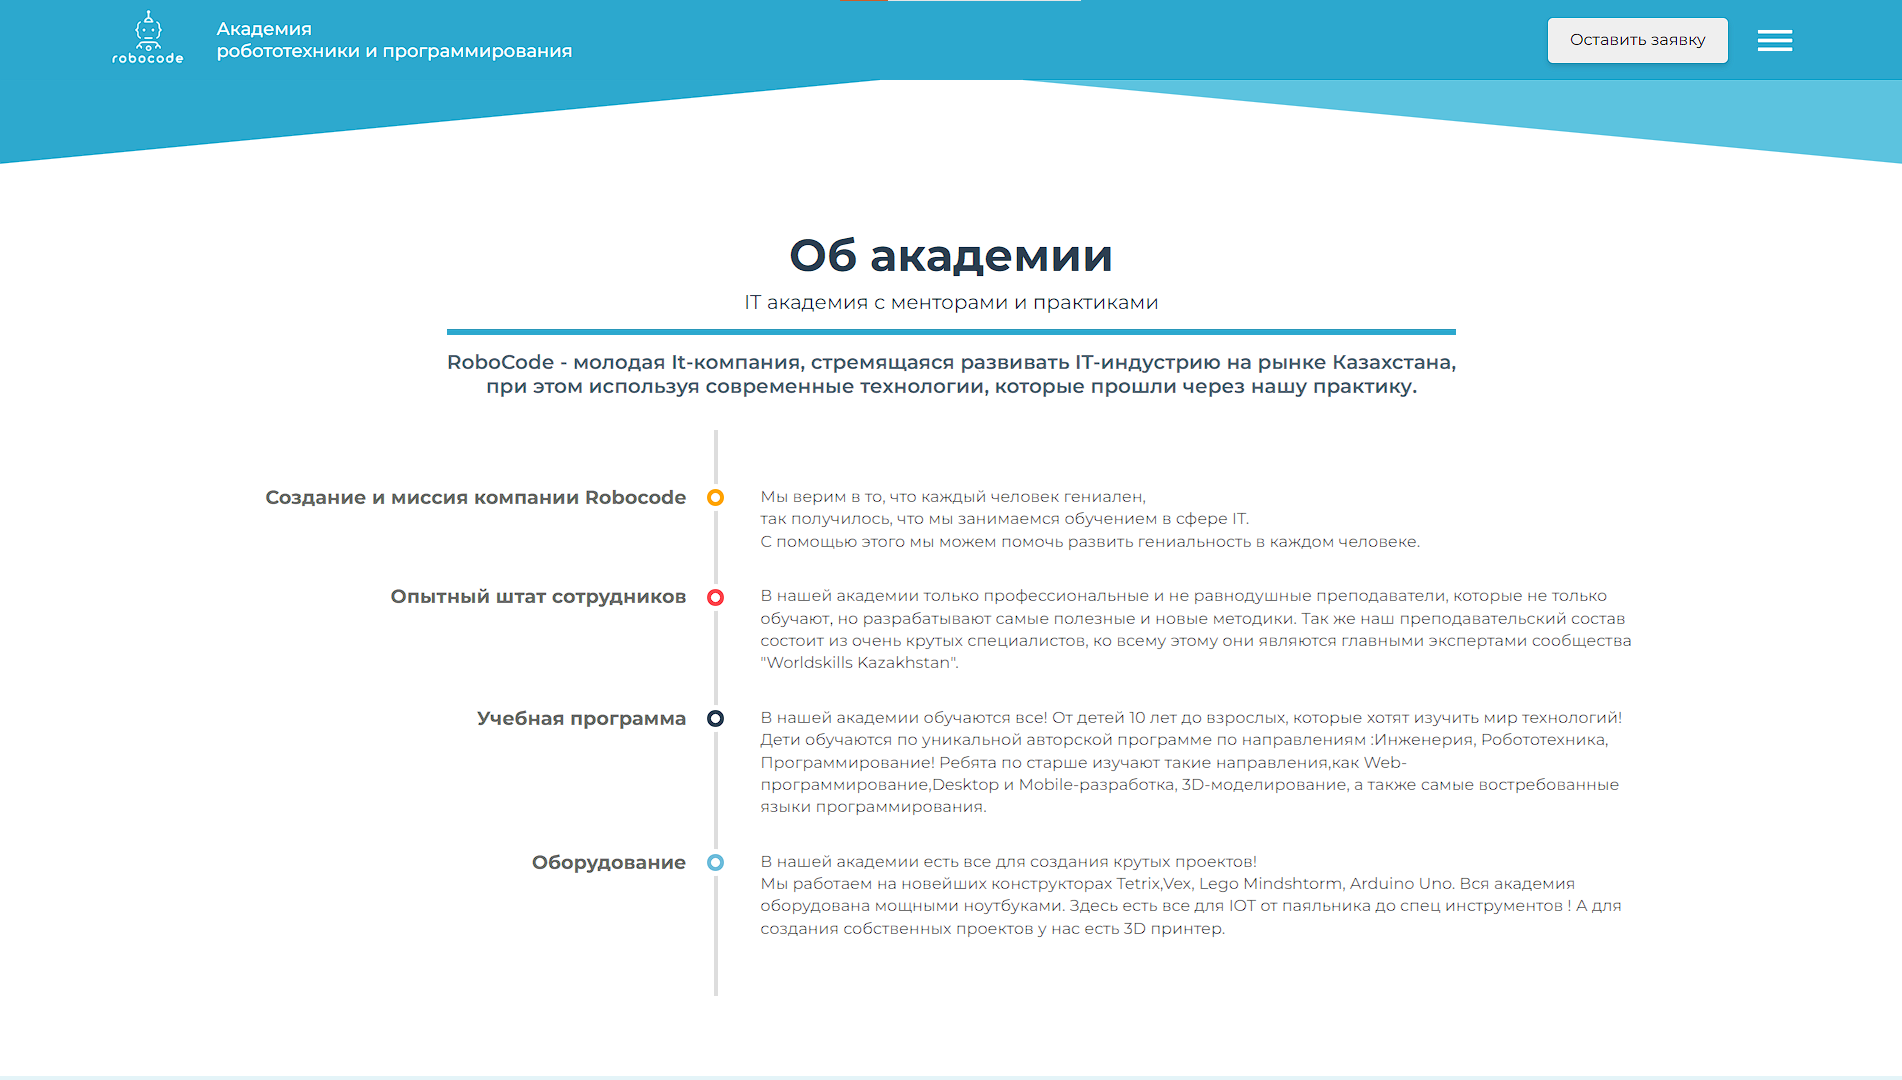 robocode
Академия
робототехники и программирования
Оставить заявку
Об академии
IT академия с менторами и практиками
RoboCode - молодая It-компания, стремящаяся развивать IT-индустрию на рынке Казахстана,
при этом используя современные технологии, которые прошли через нашу практику.
Создание и миссия компании Robocode
Мы верим в то, что каждый человек гениален,
так получилось, что мы занимаемся обучением в сфере IT.
С помощью этого мы можем помочь развить гениальность в каждом человеке.
Опытный штат сотрудников
В нашей академии только профессиональные и не равнодушные преподаватели, которые не только
обучают, но разрабатывают самые полезные и новые методики. Так же наш преподавательский состав
состоит из очень крутых специалистов, ко всему этому они являются главными экспертами сообщества
"Worldskills Kazakhstan".
Учебная программа
В нашей академии обучаются все! От детей 10 лет до взрослых, которые хотят изучить мир технологий!
Дети обучаются по уникальной авторской программе по направлениям :Инженерия, Робототехника,
Программирование! Ребята по старше изучают такие направления,как Web-
программирование,Desktop и Mobile-разработка, 3D-моделирование, а также самые востребованные
языки программирования.
Оборудование
В нашей академии есть все для создания крутых проектов!
Мы работаем на новейших конструкторах Tetrix,Vex, Lego Mindshtorm, Arduino Uno. Вся академия
оборудована мощными ноутбуками. Здесь есть все для IOT от паяльника до спец инструментов ! А для
создания собственных проектов у нас есть 3D принтер.